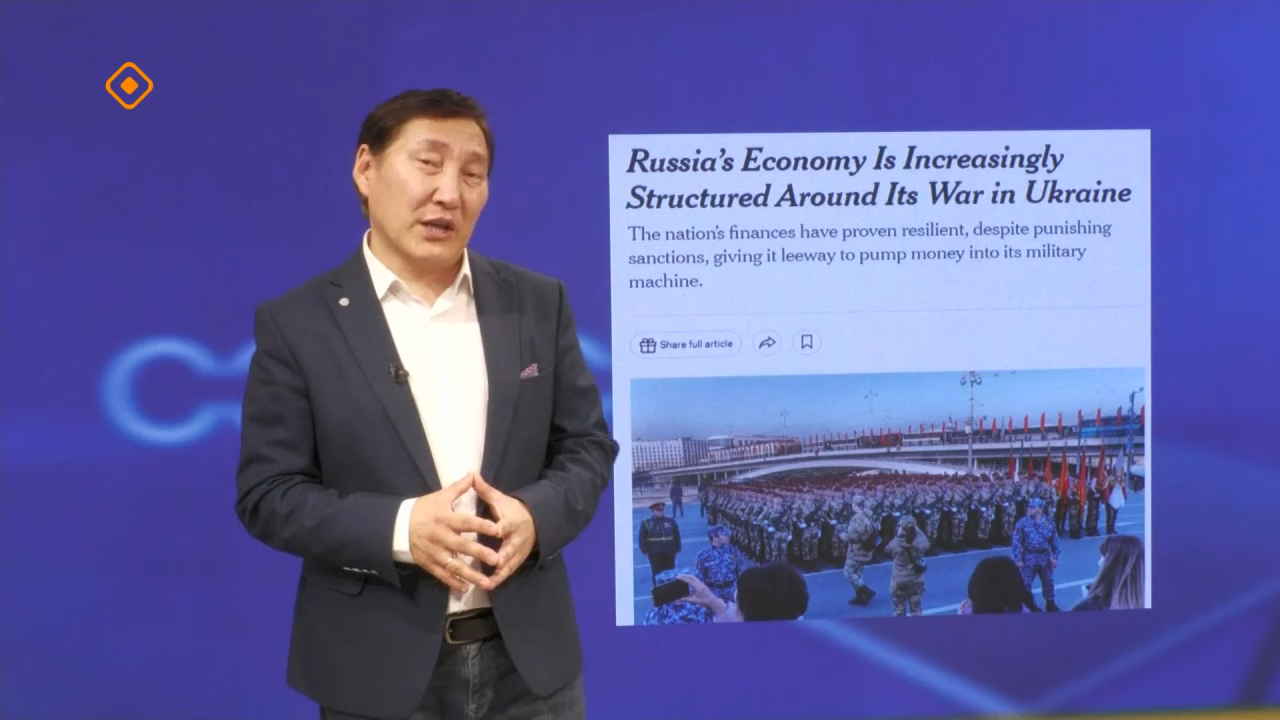 Russia's Economy Is Increasingly
Structured Around Its War in Ukraine
The nation's finances have proven resilient, despite punishing
sanctions, giving it leeway to pump money into its military
machine.
Share full article